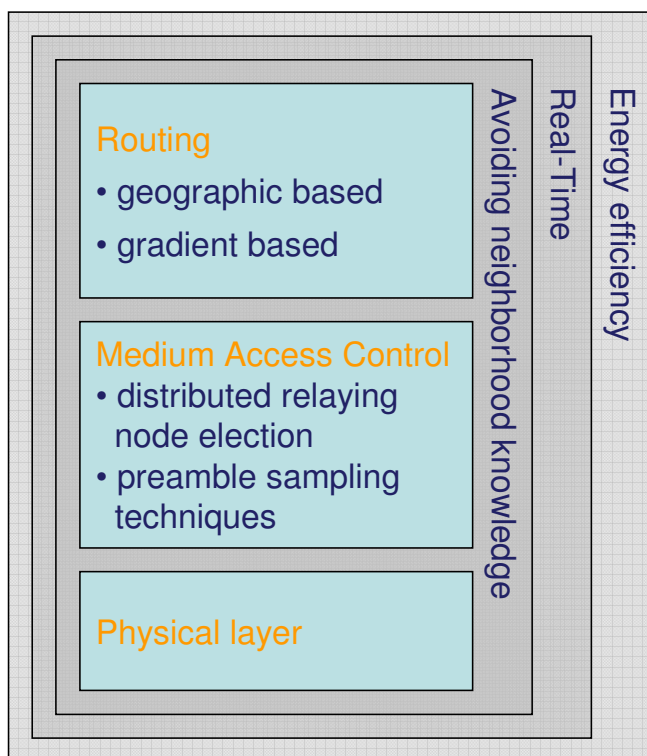 Routing
• geographic based
• gradient based
Medium Access Control
• distributed relaying
node election
• preamble sampling
techniques
Physical layer
Avoiding neighborhood knowledge
Real-Time
Energy efficiency